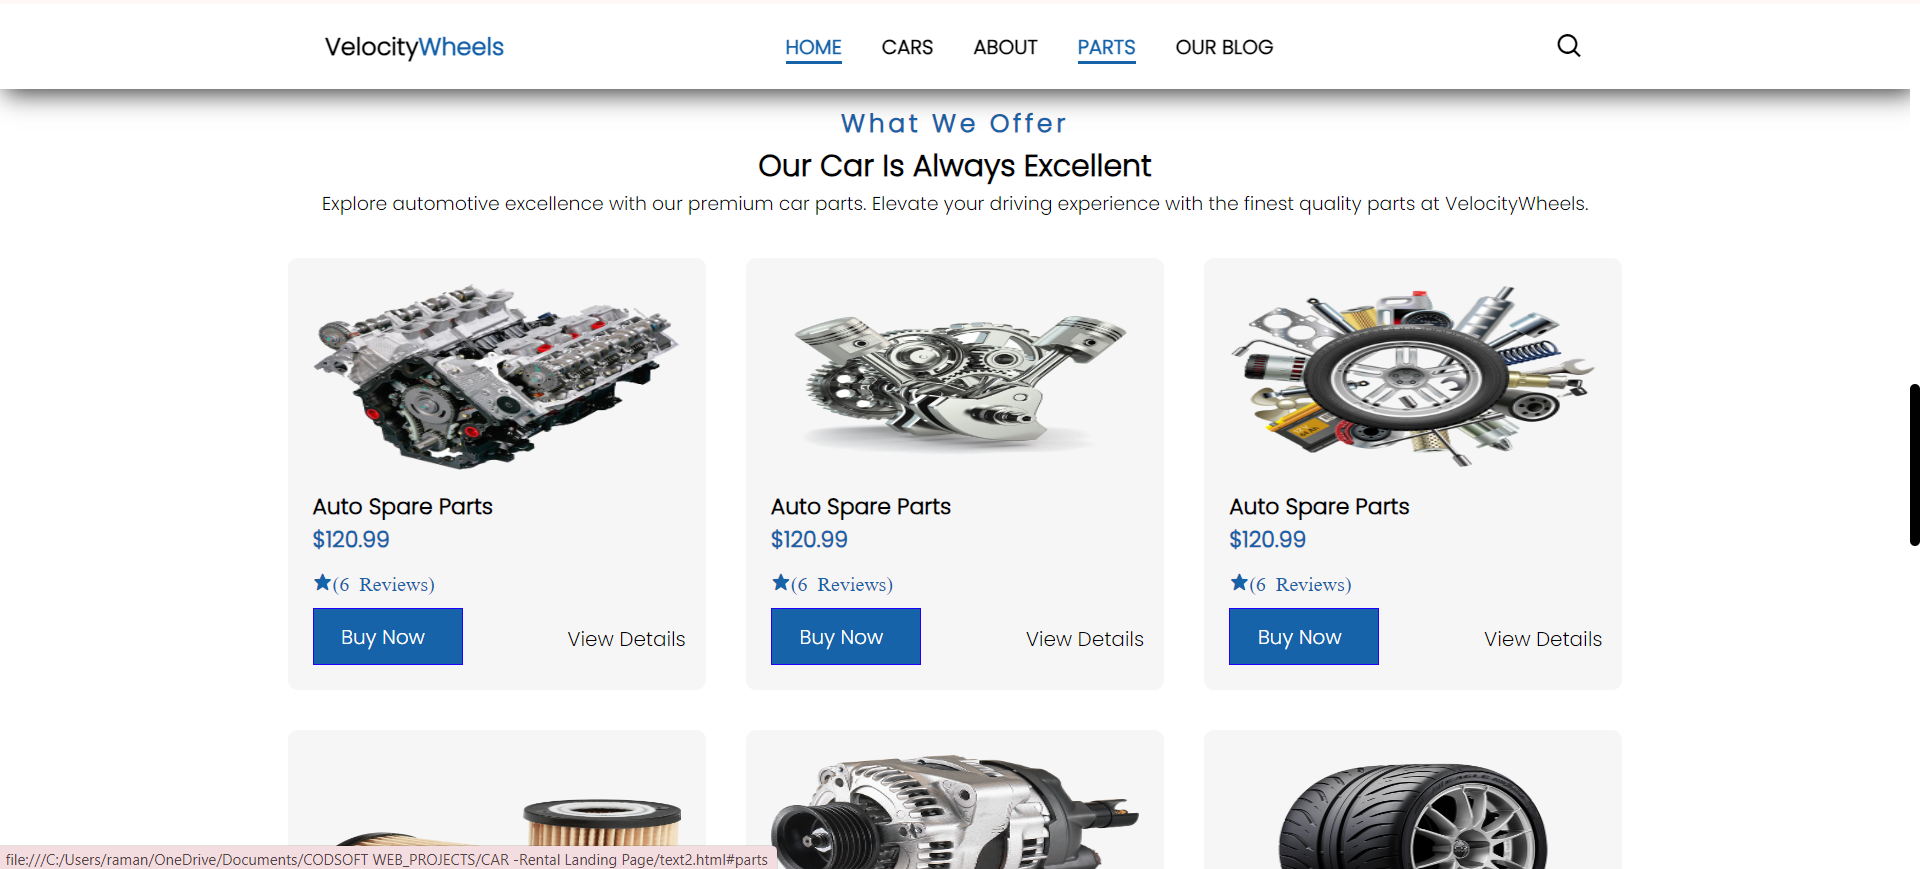 VelocityWheels HOME CARS ABOUT PARTS OUR BLOG
What We Offer
Our Car Is Always Excellent
Explore automotive excellence with our premium car parts. Elevate your driving experience with the finest quality parts at VelocityWheels.
Auto Spare Parts
$120.99
(6 Reviews)
Buy Now View Details
Auto Spare Parts
$120.99
(6 Reviews)
Buy Now View Details
Auto Spare Parts
$120.99
(6 Reviews)
Buy Now View Details
file:///C:/Users/raman/OneDrive/Documents/CODSOFT WEB_PROJECTS/CAR -Rental Landing Page/text2.html#parts